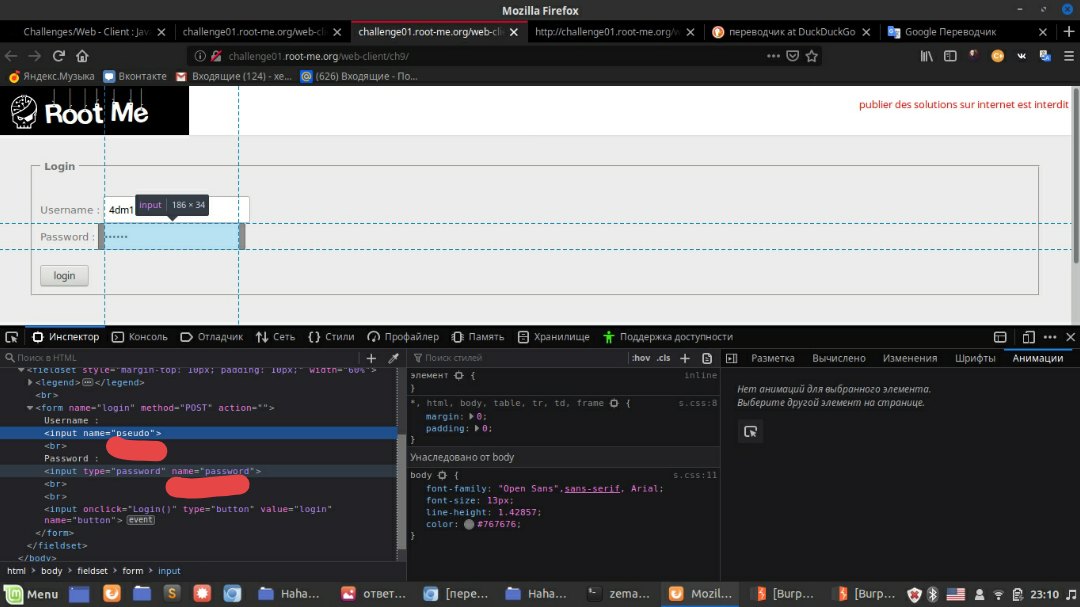 Mozilla Firefox
Challenges/Web - Client : Java
challenge01.root-me.org/web-c
challenge01.root-me.org/web-cli
http://challenge01.root-me.org/w
переводчик at DuckDuckGo
Google Переводчик
challenge01.root-me.org/web-client/ch9/
Яндекс.Музыка
Вконтакте
Входящие (124) - xe...
(626) Входящие - По...
Root Me
publier des solutions sur internet est interdit
Login
Username :
4dm1
input 186 × 34
Password :
••••••
login
Инспектор
Консоль
Отладчик
Сеть
Стили
Профайлер
Память
Хранилище
Поддержка доступности
Поиск в HTML
Поиск стилей
:hov .cls
Разметка
Вычислено
Изменения
Шрифты
Анимации
<fieldset style="margin-top: 10px; padding: 10px;" width="60%">
<legend></legend>
<br>
<form name="login" method="POST" action="">
Username :
<input name="pseudo">
<br>
Password :
<input type="password" name="password">
<br>
<br>
<input onclick="Login()" type="button" value="login"
name="button"> event
</form>
</fieldset>
</body>
элемент { inline
}
*, html, body, table, tr, td, frame { s.css:8
margin: 0;
padding: 0;
}
Унаследовано от body
body { s.css:11
font-family: "Open Sans",sans-serif, Arial;
font-size: 13px;
line-height: 1.42857;
color: #767676;
}
Нет анимаций для выбранного элемента.
Выберите другой элемент на странице.
html
body
fieldset
form
input
Menu
Haha...
ответ...
[пере...
Haha...
zema...
Mozil...
[Burp...
[Burp...
23:10